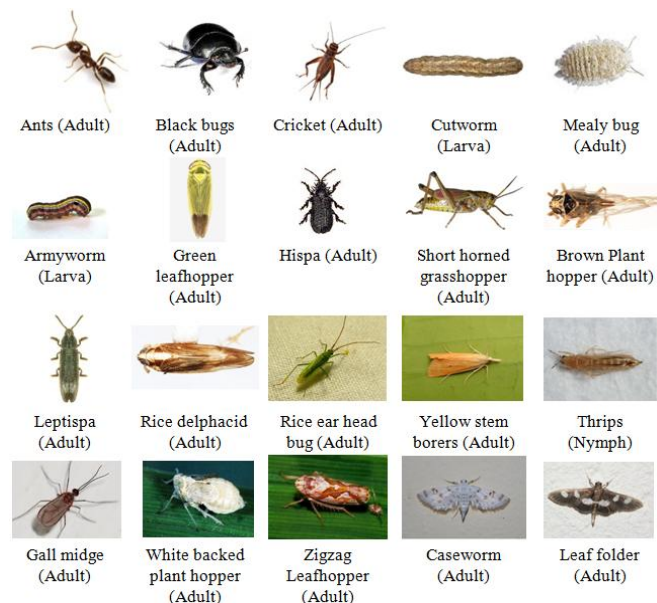 Ants (Adult)
Black bugs
(Adult)
Cricket (Adult)
Cutworm
(Larva)
Mealy bug
(Adult)
Armyworm
(Larva)
Green
leafhopper
(Adult)
Hispa (Adult)
Short horned
grasshopper
(Adult)
Brown Plant
hopper (Adult)
Leptispa
(Adult)
Rice delphacid
(Adult)
Rice ear head
bug (Adult)
Yellow stem
borers (Adult)
Thrips
(Nymph)
Gall midge
(Adult)
White backed
plant hopper
(Adult)
Zigzag
Leafhopper
(Adult)
Caseworm
(Adult)
Leaf folder
(Adult)